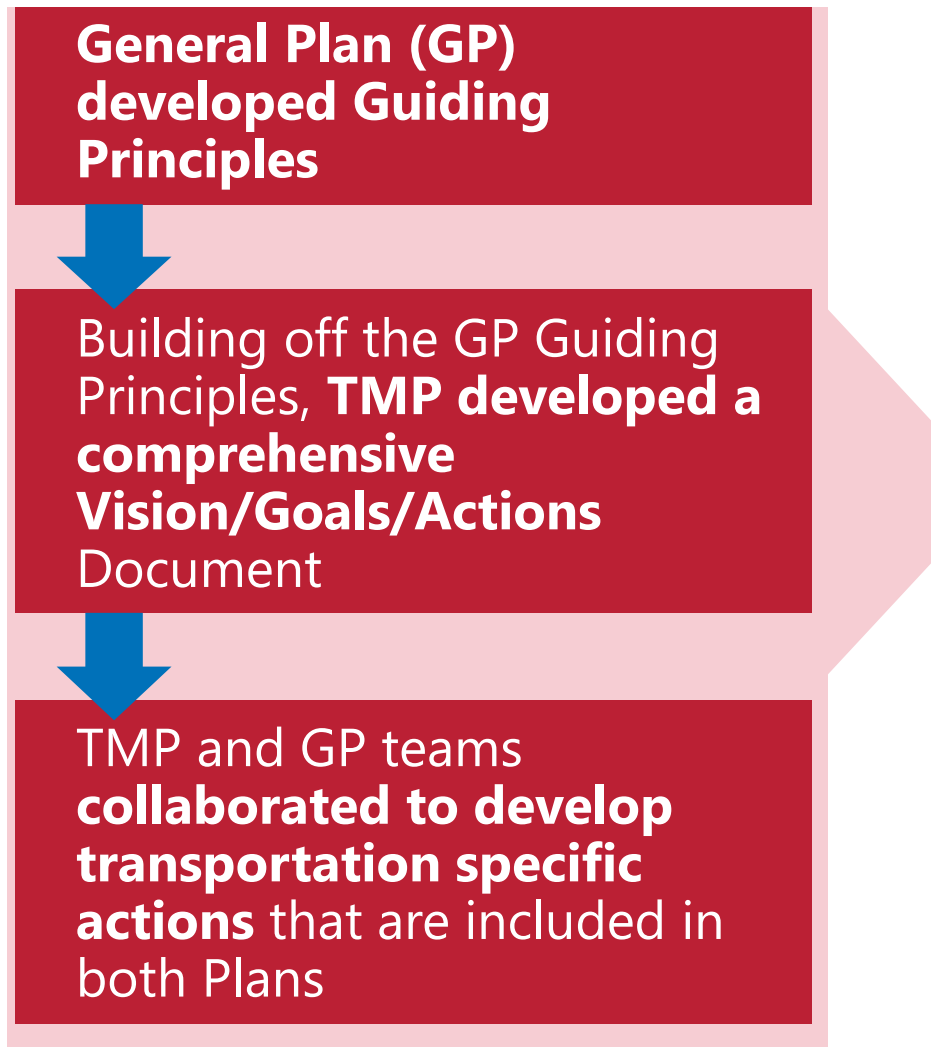 General Plan (GP)
developed Guiding
Principles
Building off the GP Guiding
Principles, TMP developed a
comprehensive
Vision/Goals/Actions
Document
TMP and GP teams
collaborated to develop
transportation specific
actions that are included in
both Plans